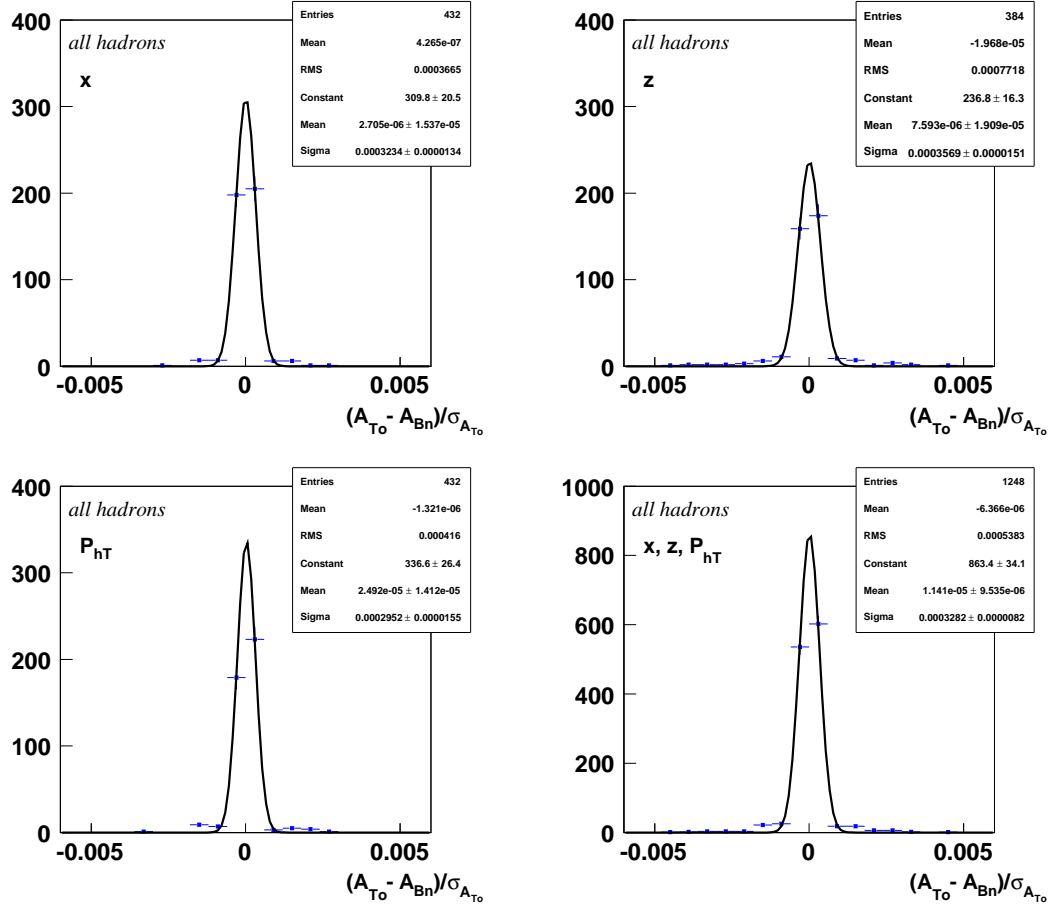 400
300
200
100
0
all hadrons
x
Entries 432
Mean 4.265e-07
RMS 0.0003665
Constant 309.8 ± 20.5
Mean 2.705e-06 ± 1.537e-05
Sigma 0.0003234 ± 0.0000134
-0.005 0 0.005
(A_To - A_Bn)/σ_A_To
400
300
200
100
0
all hadrons
z
Entries 384
Mean -1.968e-05
RMS 0.0007718
Constant 236.8 ± 16.3
Mean 7.593e-06 ± 1.909e-05
Sigma 0.0003569 ± 0.0000151
-0.005 0 0.005
(A_To - A_Bn)/σ_A_To
400
300
200
100
0
all hadrons
P_hT
Entries 432
Mean -1.321e-06
RMS 0.000416
Constant 336.6 ± 26.4
Mean 2.492e-05 ± 1.412e-05
Sigma 0.0002952 ± 0.0000155
-0.005 0 0.005
(A_To - A_Bn)/σ_A_To
1000
800
600
400
200
0
all hadrons
x, z, P_hT
Entries 1248
Mean -6.366e-06
RMS 0.0005383
Constant 863.4 ± 34.1
Mean 1.141e-05 ± 9.535e-06
Sigma 0.0003282 ± 0.0000082
-0.005 0 0.005
(A_To - A_Bn)/σ_A_To